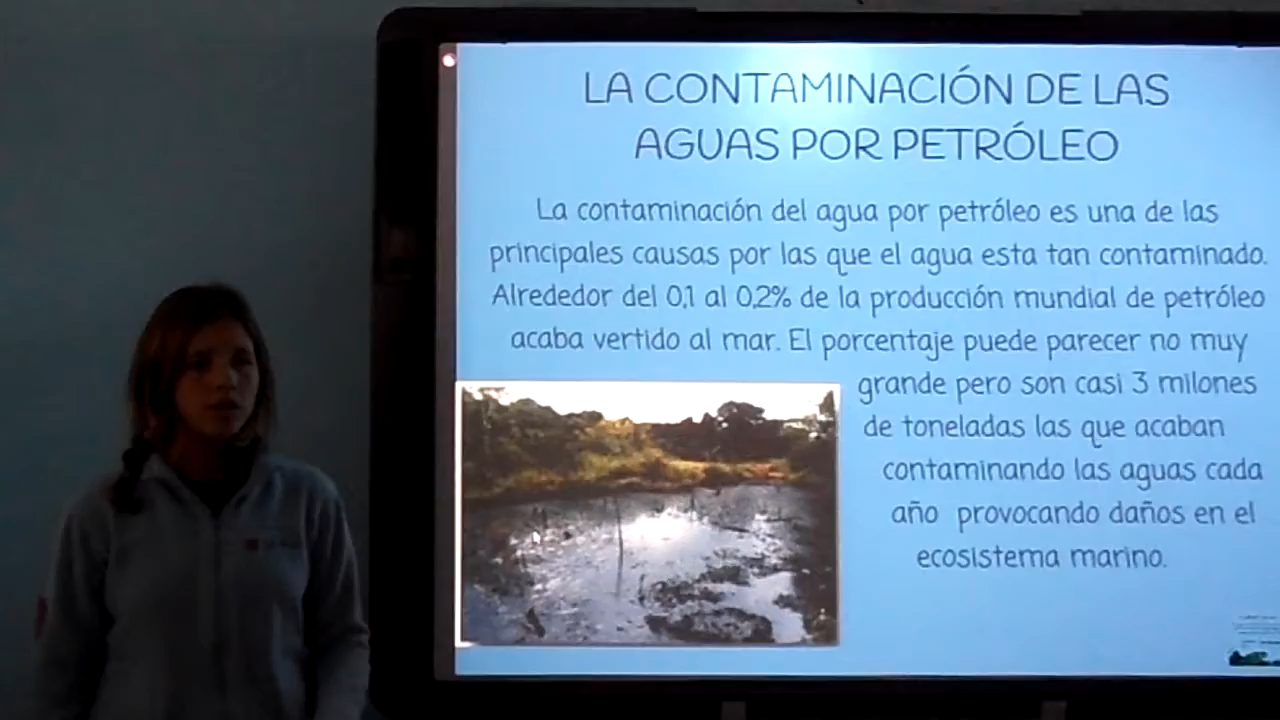 LA CONTAMINACIÓN DE LAS
AGUAS POR PETRÓLEO
La contaminación del agua por petróleo es una de las
principales causas por las que el agua esta tan contaminado.
Alrededor del 0,1 al 0,2% de la producción mundial de petróleo
acaba vertido al mar. El porcentaje puede parecer no muy
grande pero son casi 3 milones
de toneladas las que acaban
contaminando las aguas cada
año provocando daños en el
ecosistema marino.